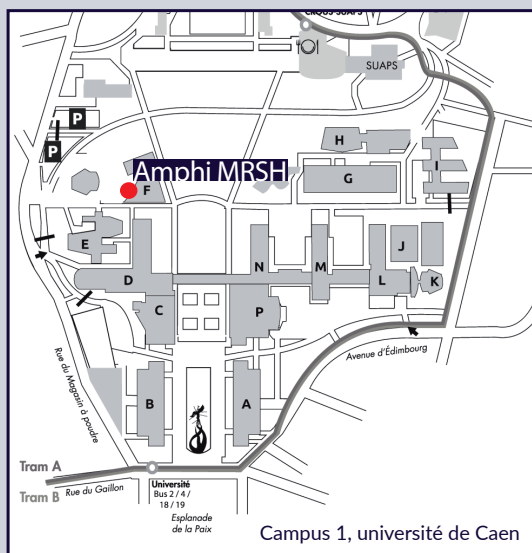 CROUS-SUAPS
SUAPS
P
P
H
I
G
Amphi MRSH
F
E
J
N
M
D
L
K
C
P
Rue du Magasin à poudre
Avenue d'Édimbourg
B
A
Tram A
Tram B
Rue du Gaillon
Université
Bus 2 / 4 /
18 / 19
Esplanade
de la Paix
Campus 1, université de Caen